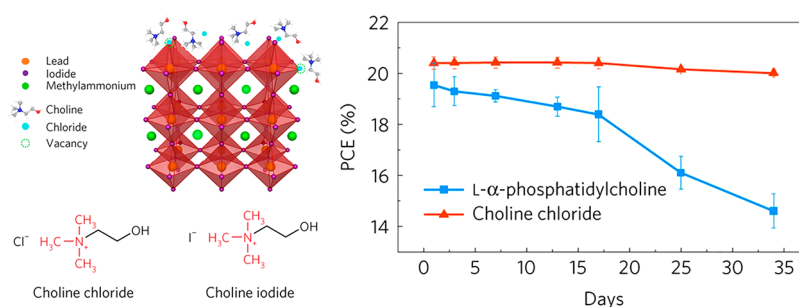 Lead
Iodide
Methylammonium
Choline
Chloride
Vacancy
Cl⁻
H₃C
CH₃
N
+
CH₃
OH
Choline chloride
I⁻
H₃C
CH₃
N
+
CH₃
OH
Choline iodide
PCE (%)
22
20
18
16
14
L-α-phosphatidylcholine
Choline chloride
0 5 10 15 20 25 30 35
Days